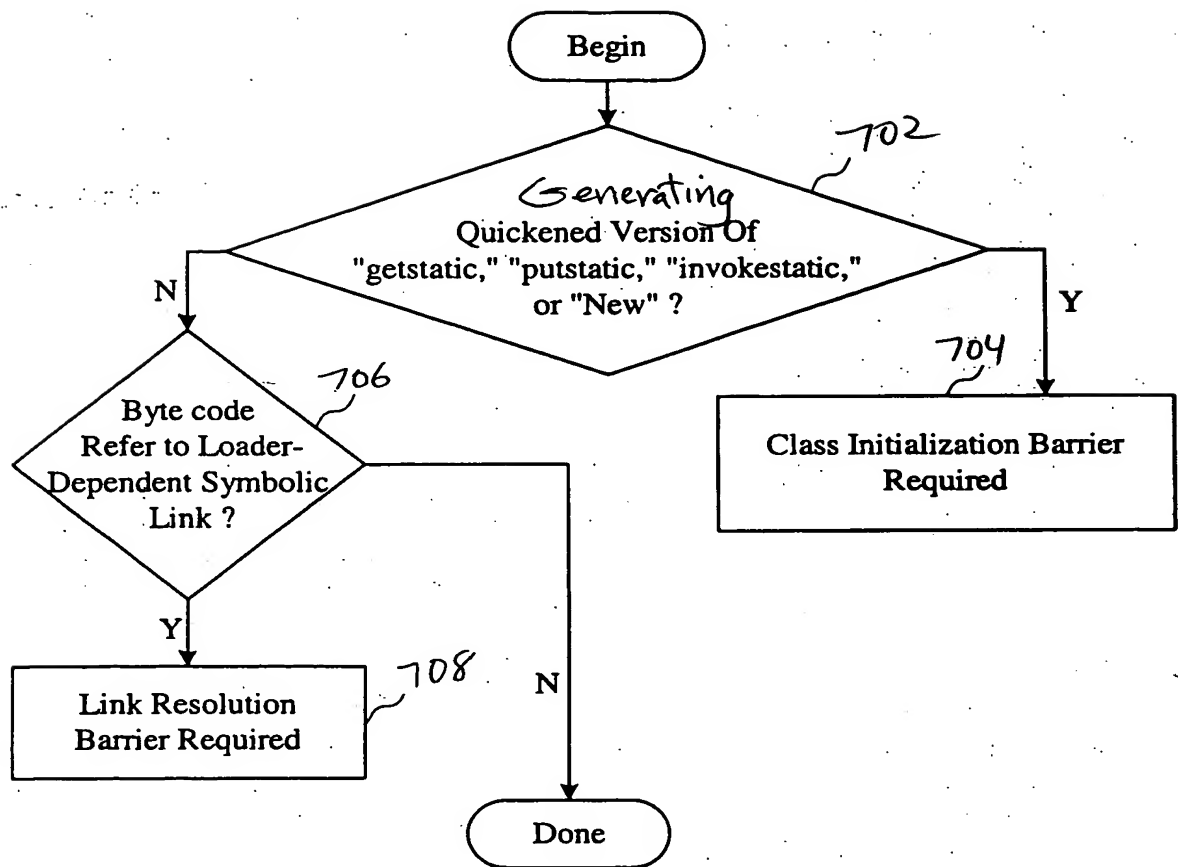 Begin
702
Generating
Quickened Version Of
"getstatic," "putstatic," "invokestatic,"
or "New" ?
N
Y
704
706
Byte code
Refer to Loader-
Dependent Symbolic
Link ?
Class Initialization Barrier
Required
Y
N
708
Link Resolution
Barrier Required
Done